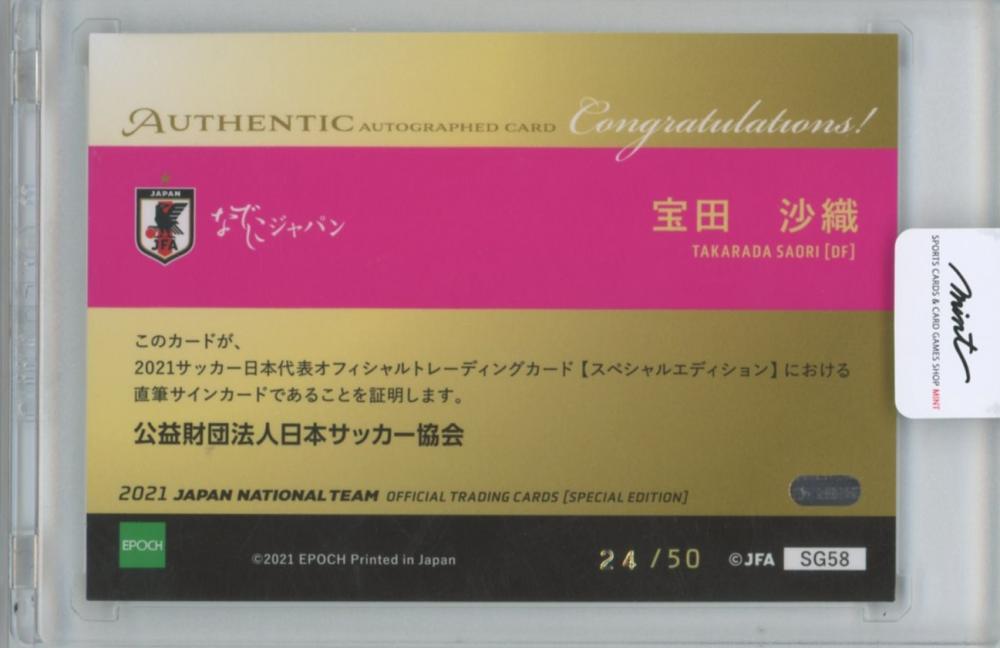 AUTHENTIC AUTOGRAPHED CARD Congratulations!
JAPAN
JFA
なでしこジャパン
宝田 沙織
TAKARADA SAORI [DF]
このカードが、
2021サッカー日本代表オフィシャルトレーディングカード【スペシャルエディション】における
直筆サインカードであることを証明します。
公益財団法人日本サッカー協会
2021 JAPAN NATIONAL TEAM OFFICIAL TRADING CARDS [SPECIAL EDITION]
EPOCH
©2021 EPOCH Printed in Japan
24/50
©JFA
SG58
mint
SPORTS CARDS & CARD GAMES SHOP MINT